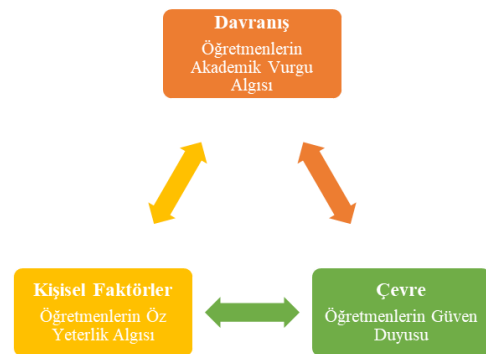 Davranış
Öğretmenlerin
Akademik Vurgu
Algısı
Kişisel Faktörler
Öğretmenlerin Öz
Yeterlik Algısı
Çevre
Öğretmenlerin Güven
Duyusu